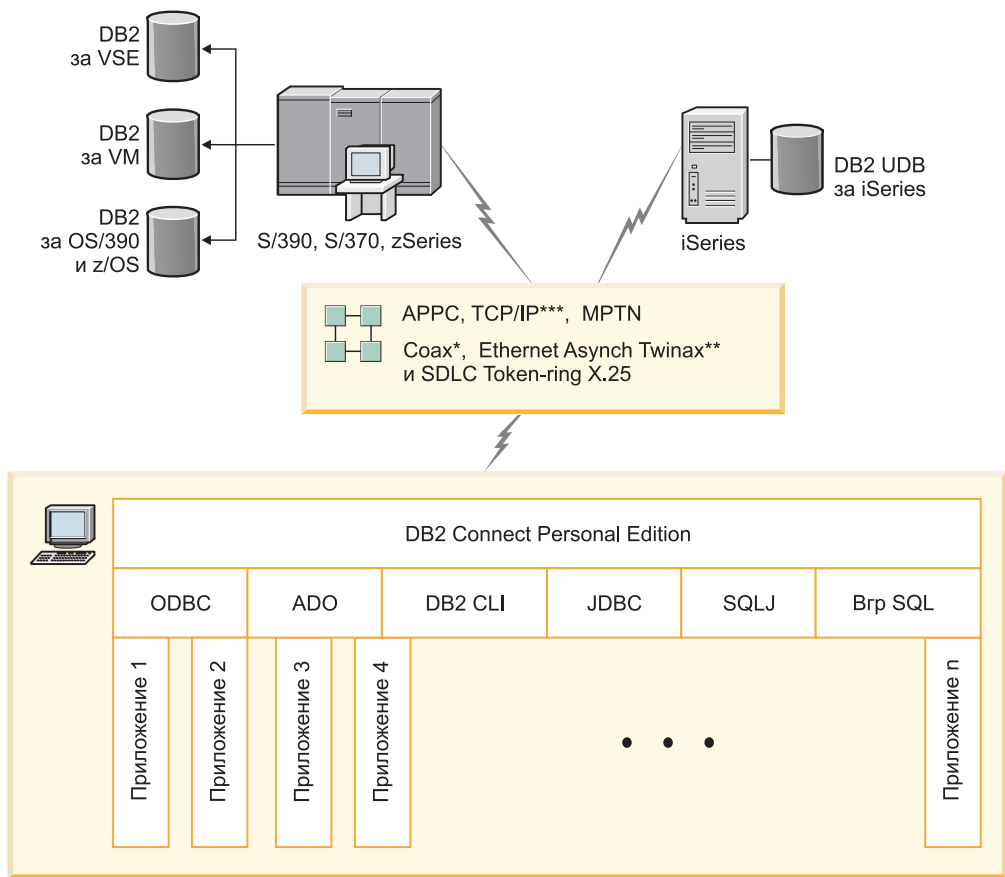 DB2
за VSE
DB2
за VM
DB2
за OS/390
и z/OS
S/390, S/370, zSeries
iSeries
DB2 UDB
за iSeries
APPC, TCP/IP***, MPTN
Coax*, Ethernet Asynch Twinax**
и SDLC Token-ring X.25
DB2 Connect Personal Edition
ODBC
ADO
DB2 CLI
JDBC
SQLJ
Вгр SQL
Приложение 1
Приложение 2
Приложение 3
Приложение 4
Приложение n